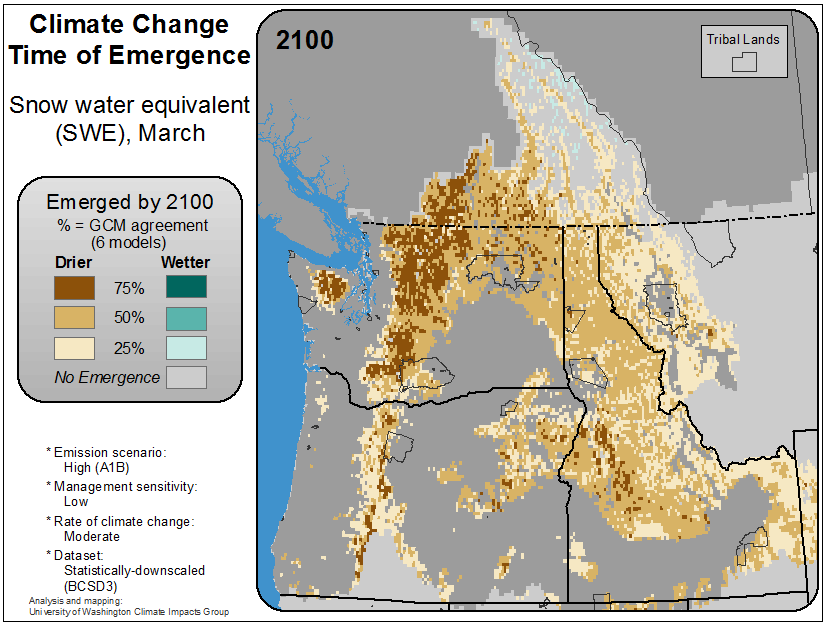 Climate Change
Time of Emergence
Snow water equivalent
(SWE), March
Emerged by 2100
% = GCM agreement
(6 models)
Drier Wetter
75%
50%
25%
No Emergence
* Emission scenario:
High (A1B)
* Management sensitivity:
Low
* Rate of climate change:
Moderate
* Dataset:
Statistically-downscaled
(BCSD3)
Analysis and mapping:
University of Washington Climate Impacts Group
2100
Tribal Lands